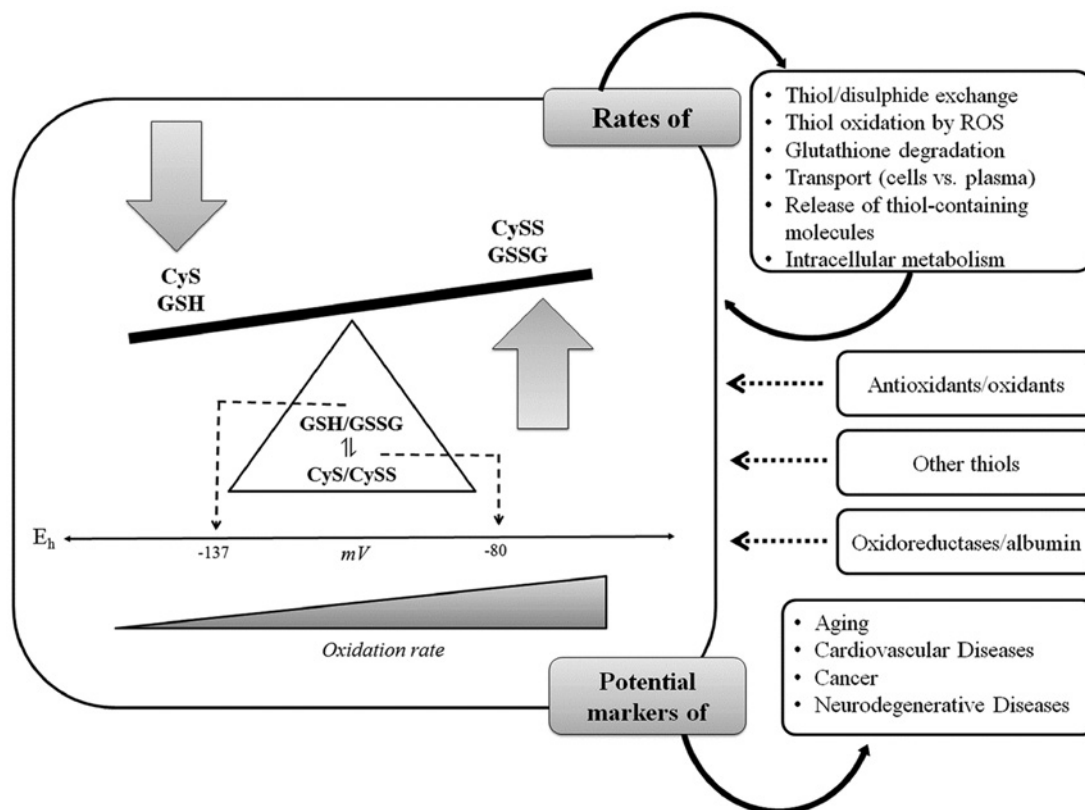 Rates of
• Thiol/disulphide exchange
• Thiol oxidation by ROS
• Glutathione degradation
• Transport (cells vs. plasma)
• Release of thiol-containing
molecules
• Intracellular metabolism
CyS
GSH
CySS
GSSG
GSH/GSSG
⇅
CyS/CySS
Eh
-137
mV
-80
Oxidation rate
Antioxidants/oxidants
Other thiols
Oxidoreductases/albumin
Potential
markers of
• Aging
• Cardiovascular Diseases
• Cancer
• Neurodegenerative Diseases